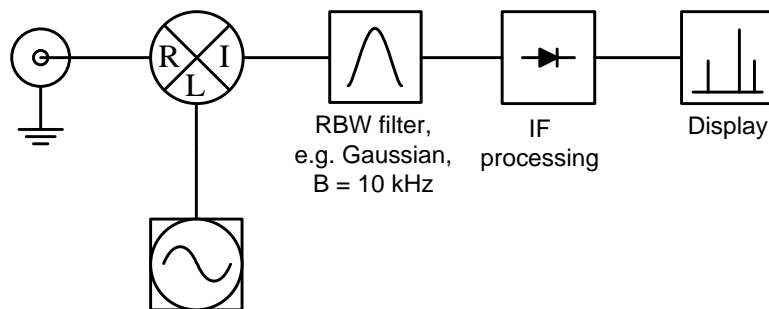 R I
L
RBW filter,
e.g. Gaussian,
B = 10 kHz
IF
processing
Display